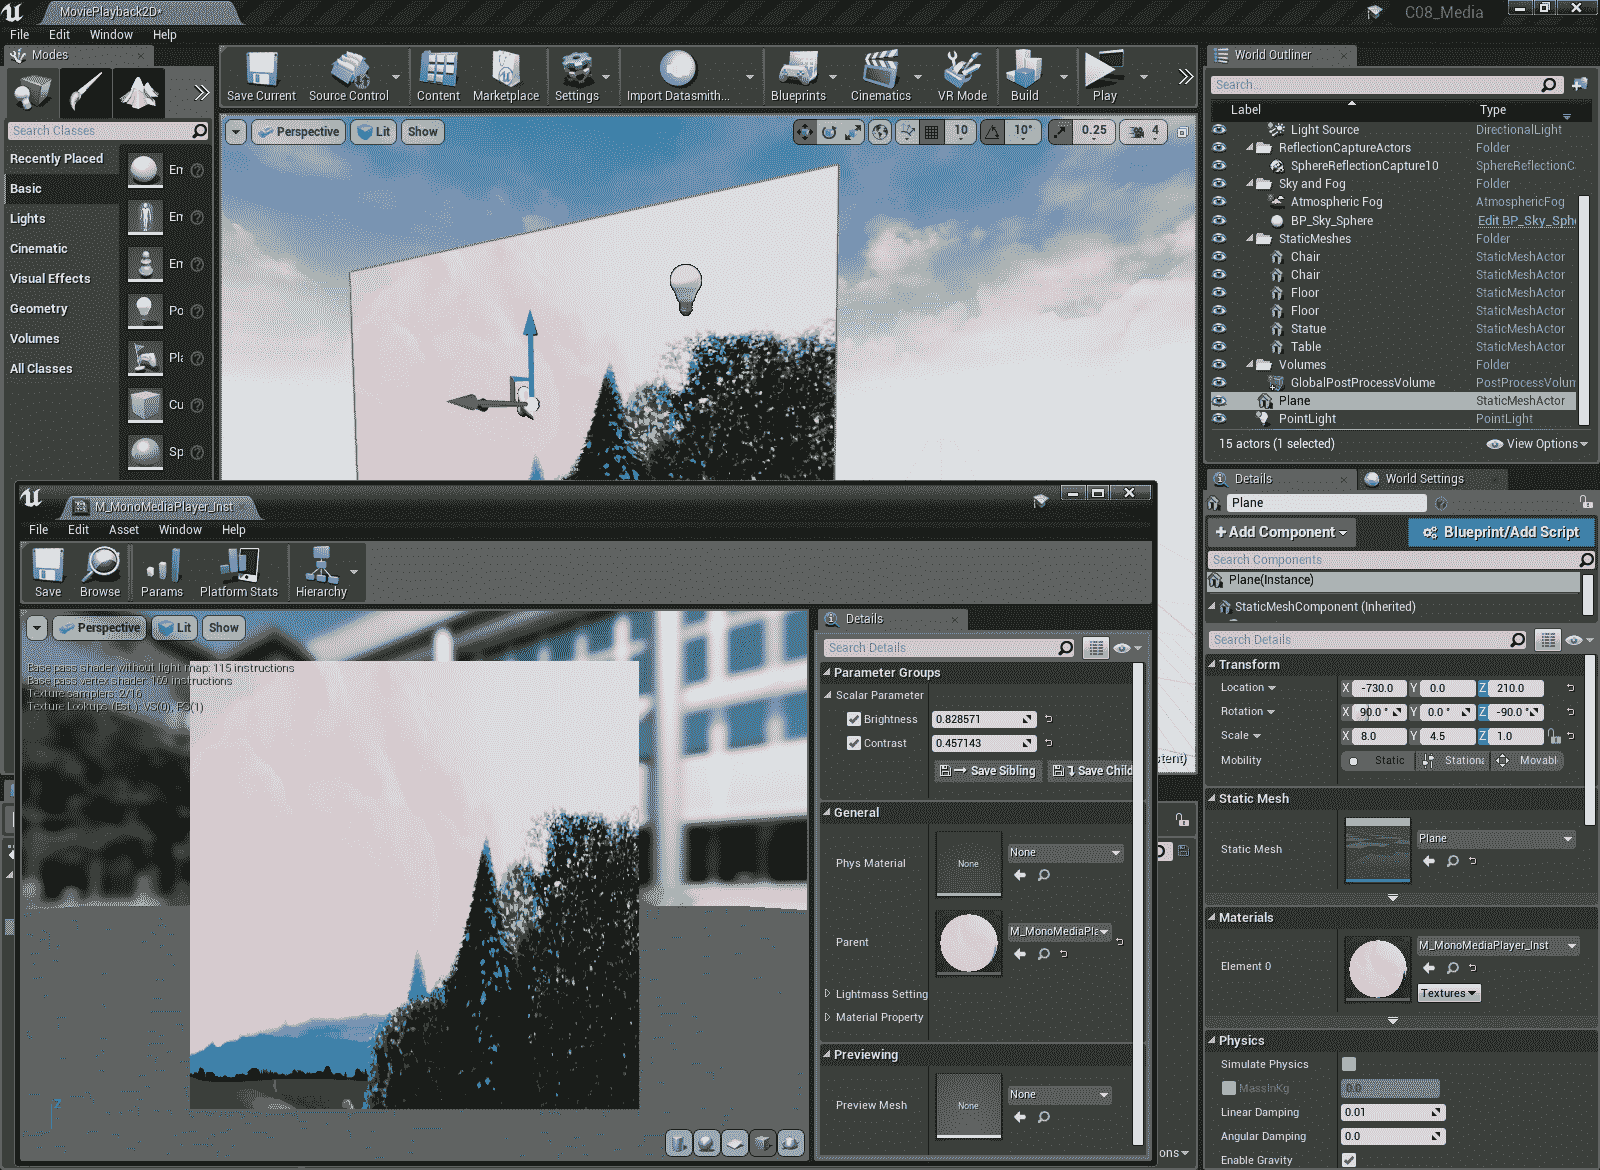 MoviePlayback2D*
C08_Media
File Edit Window Help
Modes
Search Classes
Recently Placed
Basic
Lights
Cinematic
Visual Effects
Geometry
Volumes
All Classes
En
En
En
Po
Pla
Cu
Sp
Save Current Source Control Content Marketplace Settings Import Datasmith... Blueprints Cinematics VR Mode Build Play
Perspective Lit Show
10 10° 0.25 4
World Outliner
Search...
Label Type
Light Source DirectionalLight
ReflectionCaptureActors Folder
SphereReflectionCapture10 SphereReflectionC
Sky and Fog Folder
Atmospheric Fog AtmosphericFog
BP_Sky_Sphere Edit BP_Sky_Sph
StaticMeshes Folder
Chair StaticMeshActor
Chair StaticMeshActor
Floor StaticMeshActor
Floor StaticMeshActor
Statue StaticMeshActor
Table StaticMeshActor
Volumes Folder
GlobalPostProcessVolume PostProcessVolum
Plane StaticMeshActor
PointLight PointLight
15 actors (1 selected) View Options
Details World Settings
Plane
+Add Component Blueprint/Add Script
Search Components
Plane(Instance)
StaticMeshComponent (Inherited)
Search Details
Transform
Location X -730.0 Y 0.0 Z 210.0
Rotation X 90.0 ° Y 0.0 ° Z -90.0 °
Scale X 8.0 Y 4.5 Z 1.0
Mobility Static Stationa Movabl
Static Mesh
Static Mesh Plane
Materials
Element 0 M_MonoMediaPlayer_Inst
Textures
Physics
Simulate Physics
MassInKg 0.0
Linear Damping 0.01
Angular Damping 0.0
Enable Gravity
M_MonoMediaPlayer_Inst
File Edit Asset Window Help
Save Browse Params Platform Stats Hierarchy
Perspective Lit Show
Base pass shader without light map: 115 instructions
Base pass vertex shader: 169 instructions
Texture samplers: 2/16
Texture Lookups (Est.): VS(0), PS(1)
Z
Details
Search Details
Parameter Groups
Scalar Parameter
Brightness 0.828571
Contrast 0.457143
Save Sibling Save Child
General
Phys Material None None
Parent M_MonoMediaPla
Lightmass Setting
Material Property
Previewing
Preview Mesh None None
stent)
ons